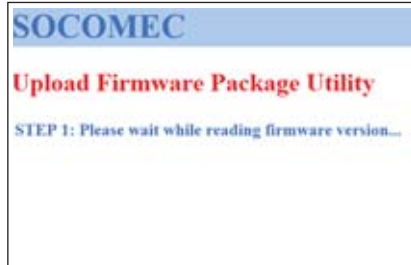 SOCOMEC
Upload Firmware Package Utility
STEP 1: Please wait while reading firmware version...